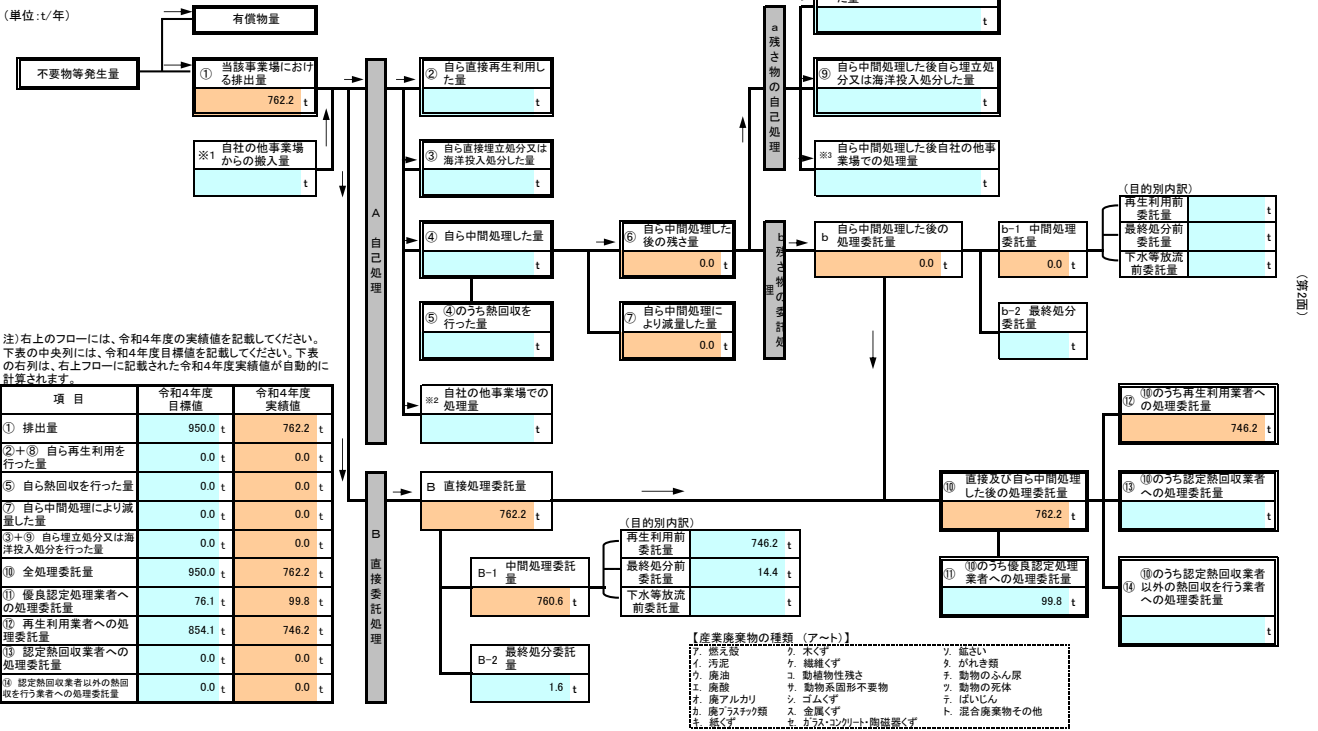 (単位:t/年)
有償物量
不要物等発生量
① 当該事業場におけ
る排出量
762.2 t
※1 自社の他事業場
からの搬入量
t
A 自己処理
② 自ら直接再生利用し
た量
t
③ 自ら直接埋立処分又は
海洋投入処分した量
t
④ 自ら中間処理した量
t
⑤ ④のうち熱回収を
行った量
t
※2 自社の他事業場での
処理量
t
⑥ 自ら中間処理した
後の残さ量
0.0 t
⑦ 自ら中間処理に
より減量した量
0.0 t
a 残さ物の自己処理
た量
t
⑨ 自ら中間処理した後自ら埋立処
分又は海洋投入処分した量
t
※3 自ら中間処理した後自社の他事
業場での処理量
t
b 残さ物の委託処理
b 自ら中間処理した後の
処理委託量
0.0 t
b-1 中間処理
委託量
0.0 t
(目的別内訳)
再生利用前
委託量 t
最終処分前
委託量 t
下水等放流
前委託量 t
b-2 最終処分
委託量
t
(第2面)
注)右上のフローには、令和4年度の実績値を記載してください。
下表の中央列には、令和4年度目標値を記載してください。下表
の右列は、右上フローに記載された令和4年度実績値が自動的に
計算されます。
項 目 令和4年度 目標値 令和4年度 実績値
① 排出量 950.0 t 762.2 t
②+⑧ 自ら再生利用を
行った量 0.0 t 0.0 t
⑤ 自ら熱回収を行った量 0.0 t 0.0 t
⑦ 自ら中間処理により減
量した量 0.0 t 0.0 t
③+⑨ 自ら埋立処分又は海
洋投入処分を行った量 0.0 t 0.0 t
⑩ 全処理委託量 950.0 t 762.2 t
⑪ 優良認定処理業者へ
の処理委託量 76.1 t 99.8 t
⑫ 再生利用業者への処
理委託量 854.1 t 746.2 t
⑬ 認定熱回収業者への
処理委託量 0.0 t 0.0 t
⑭ 認定熱回収業者以外の熱回
収を行う業者への処理委託量 0.0 t 0.0 t
B 直接委託処理
B 直接処理委託量
762.2 t
B-1 中間処理委託
量
760.6 t
(目的別内訳)
再生利用前
委託量 746.2 t
最終処分前
委託量 14.4 t
下水等放流
前委託量 t
B-2 最終処分委託
量
1.6 t
⑩ 直接及び自ら中間処理
した後の処理委託量
762.2 t
⑪ ⑩のうち優良認定処理
業者への処理委託量
99.8 t
⑫ ⑩のうち再生利用業者へ
の処理委託量
746.2 t
⑬ ⑩のうち認定熱回収業者
への処理委託量
t
⑭ ⑩のうち認定熱回収業者
以外の熱回収を行う業者
への処理委託量
t
【産業廃棄物の種類 (ア~ト)】
ア. 燃え殻 ク. 木くず ソ. 鉱さい
イ. 汚泥 ケ. 繊維くず タ. がれき類
ウ. 廃油 コ. 動植物性残さ チ. 動物のふん尿
エ. 廃酸 サ. 動物系固形不要物 ツ. 動物の死体
オ. 廃アルカリ シ. ゴムくず テ. ばいじん
カ. 廃プラスチック類 ス. 金属くず ト. 混合廃棄物その他
キ. 紙くず セ. ガラス・コンクリート・陶磁器くず